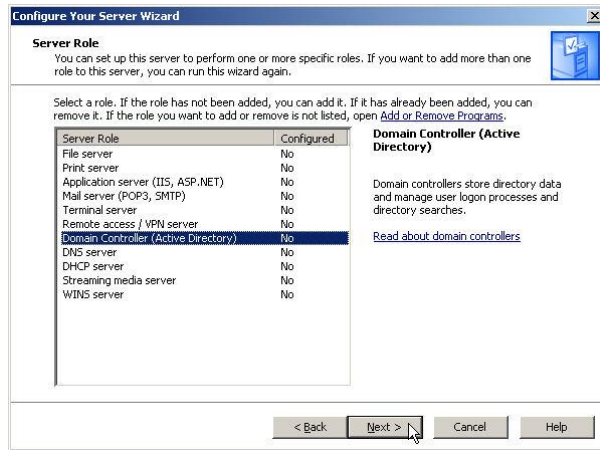 Configure Your Server Wizard
Server Role
You can set up this server to perform one or more specific roles. If you want to add more than one
role to this server, you can run this wizard again.
Select a role. If the role has not been added, you can add it. If it has already been added, you can
remove it. If the role you want to add or remove is not listed, open Add or Remove Programs.
Server Role Configured
File server No
Print server No
Application server (IIS, ASP.NET) No
Mail server (POP3, SMTP) No
Terminal server No
Remote access / VPN server No
Domain Controller (Active Directory) No
DNS server No
DHCP server No
Streaming media server No
WINS server No
Domain Controller (Active
Directory)
Domain controllers store directory data
and manage user logon processes and
directory searches.
Read about domain controllers
< Back Next > Cancel Help